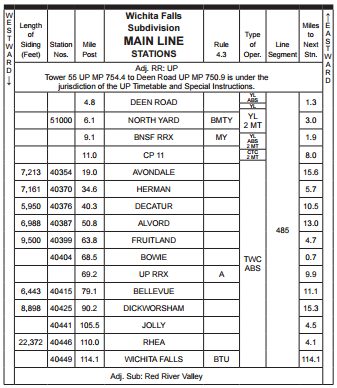 WESTWARD
Length of Siding (Feet)
Station Nos.
Mile Post
Wichita Falls
Subdivision
MAIN LINE
STATIONS
Rule 4.3
Type of Oper.
Line Segment
Miles to Next Stn.
EASTWARD
Adj. RR: UP
Tower 55 UP MP 754.4 to Deen Road UP MP 750.9 is under the
jurisdiction of the UP Timetable and Special Instructions.
4.8 DEEN ROAD YL ABS 1.3
51000 6.1 NORTH YARD BMTY YL 2 MT 3.0
9.1 BNSF RRX MY YL ABS 2 MT 1.9
11.0 CP 11 CTC 2 MT 8.0
7,213 40354 19.0 AVONDALE 15.6
7,161 40370 34.6 HERMAN 5.7
5,950 40376 40.3 DECATUR 10.5
6,988 40387 50.8 ALVORD 13.0
485
9,500 40399 63.8 FRUITLAND 4.7
40404 68.5 BOWIE 0.7
TWC
ABS
69.2 UP RRX A 9.9
6,443 40415 79.1 BELLEVUE 11.1
8,898 40425 90.2 DICKWORSHAM 15.3
40441 105.5 JOLLY 4.5
22,372 40446 110.0 RHEA 4.1
40449 114.1 WICHITA FALLS BTU 114.1
Adj. Sub: Red River Valley